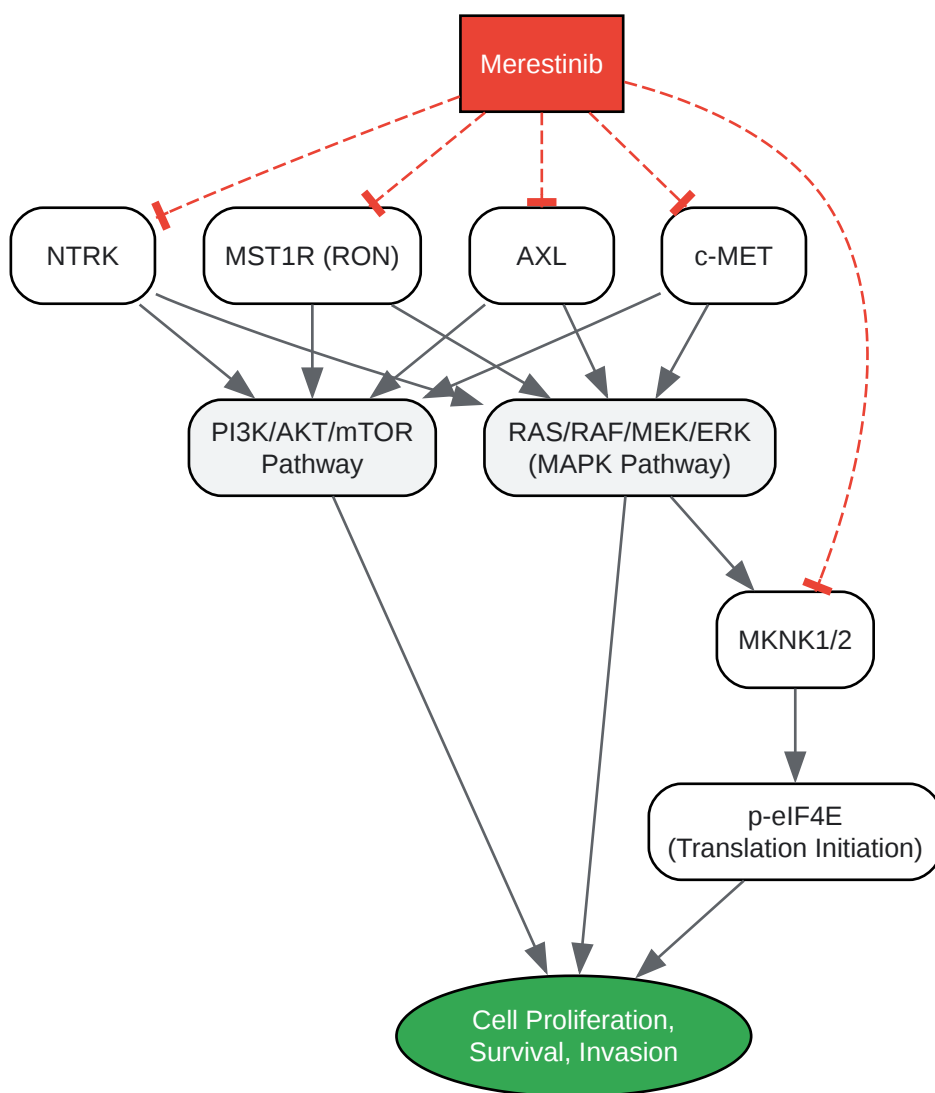 Merestinib
NTRK
MST1R (RON)
AXL
c-MET
PI3K/AKT/mTOR
Pathway
RAS/RAF/MEK/ERK
(MAPK Pathway)
MKNK1/2
p-eIF4E
(Translation Initiation)
Cell Proliferation,
Survival, Invasion